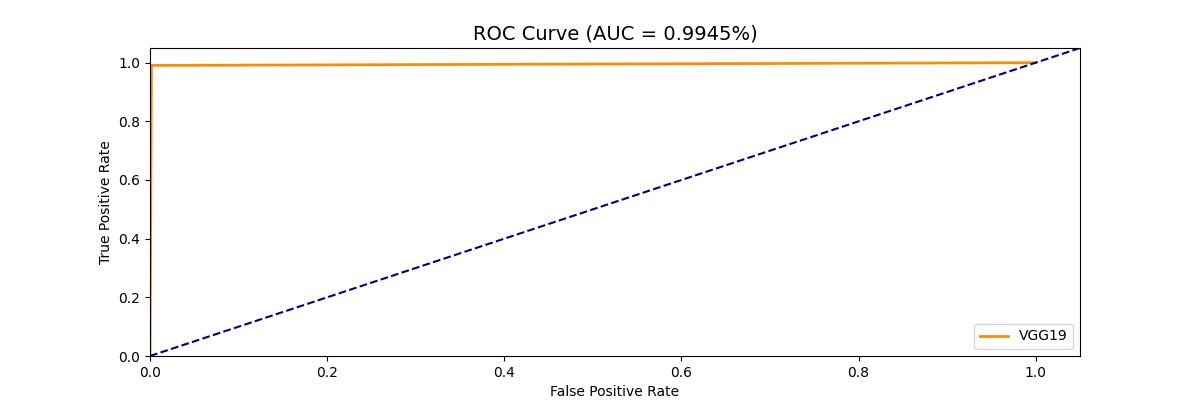 ROC Curve (AUC = 0.9945%)
1.0
0.8
0.6
0.4
0.2
0.0
True Positive Rate
0.0 0.2 0.4 0.6 0.8 1.0
False Positive Rate
VGG19